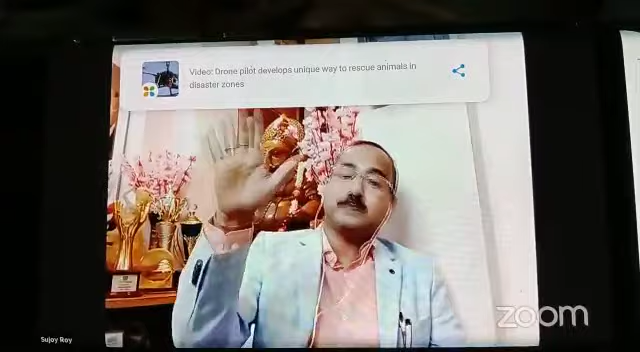 Video: Drone pilot develops unique way to rescue animals in
disaster zones
zoom
Sujoy Roy